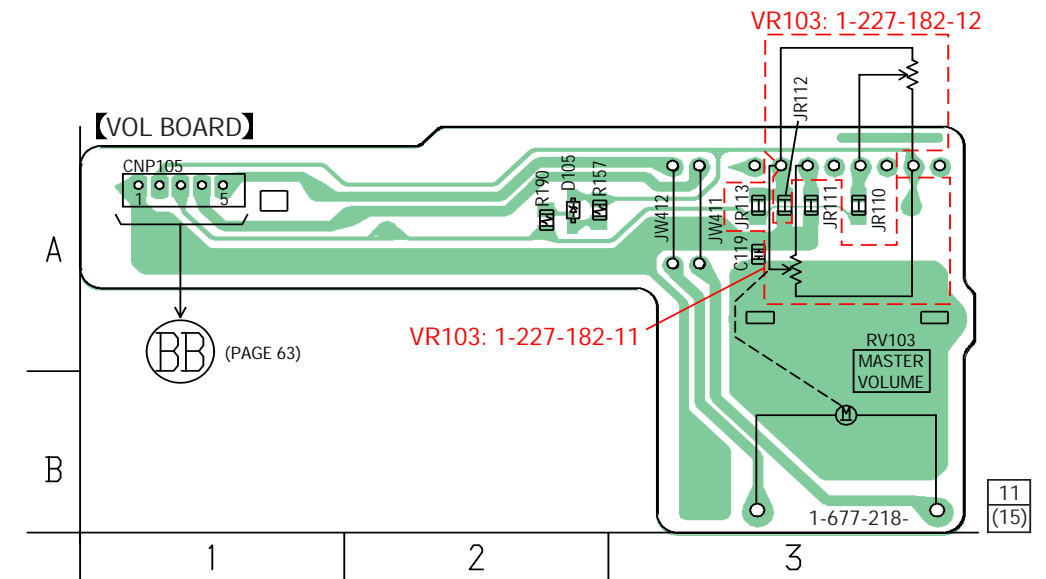 VR103: 1-227-182-12
【VOL BOARD】
CNP105
1
5
R190
D105
R157
JW412
JW411
JR113
JR112
JR111
JR110
C119
A
VR103: 1-227-182-11
BB
(PAGE 63)
RV103
MASTER
VOLUME
M
B
1-677-218-
11
(15)
1
2
3